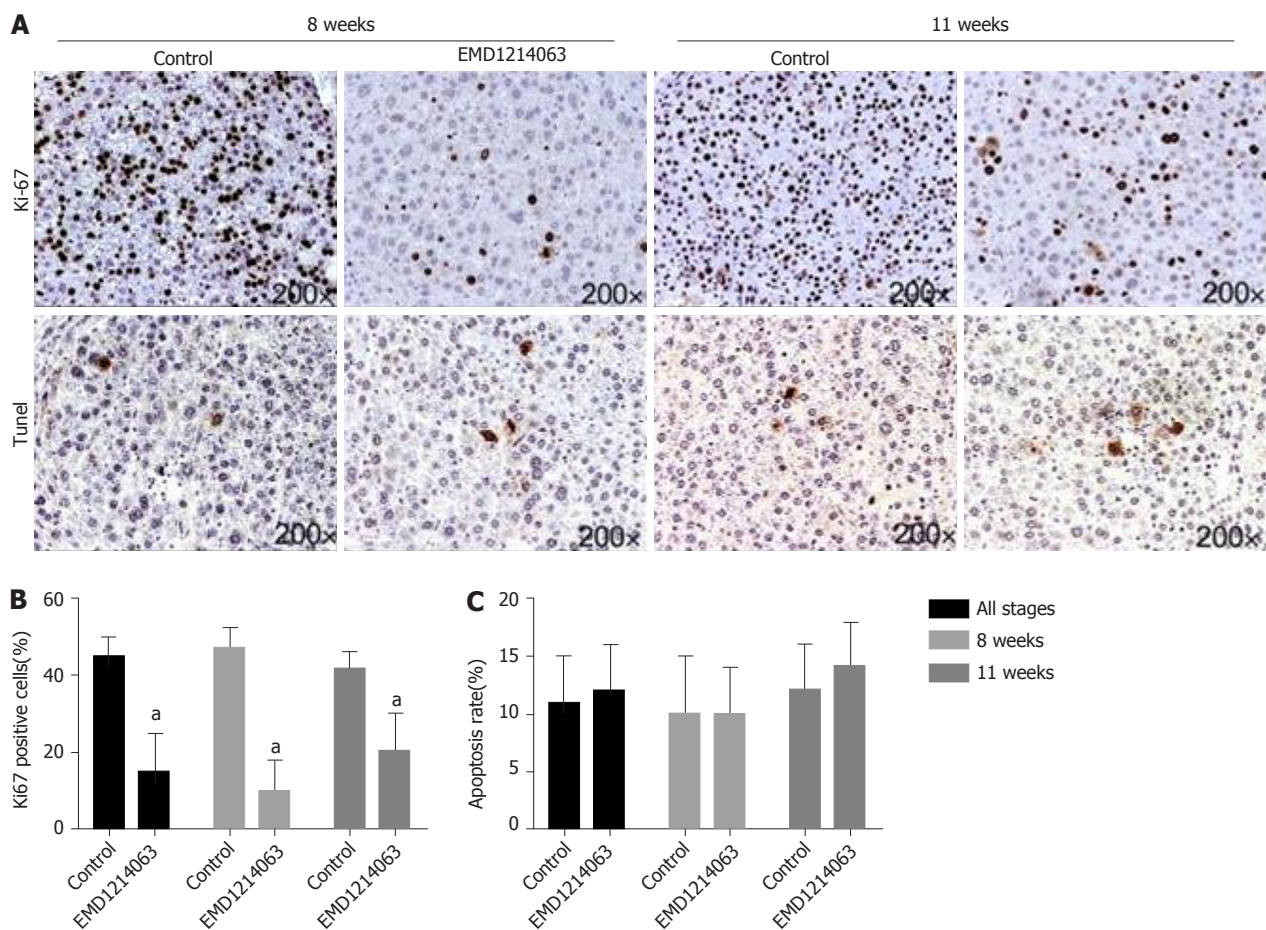 A
8 weeks
11 weeks
Control
EMD1214063
Control
Ki-67
200×
200×
200×
200×
Tunel
200×
200×
200×
200×
B
Ki67 positive cells(%)
60
40
20
0
a
a
a
Control
EMD1214063
Control
EMD1214063
Control
EMD1214063
C
Apoptosis rate(%)
20
15
10
5
0
Control
EMD1214063
Control
EMD1214063
Control
EMD1214063
All stages
8 weeks
11 weeks